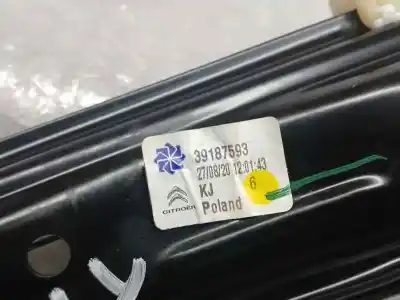 39187593
27/08/20 12:01:43
KJ 6
CITROËN Poland